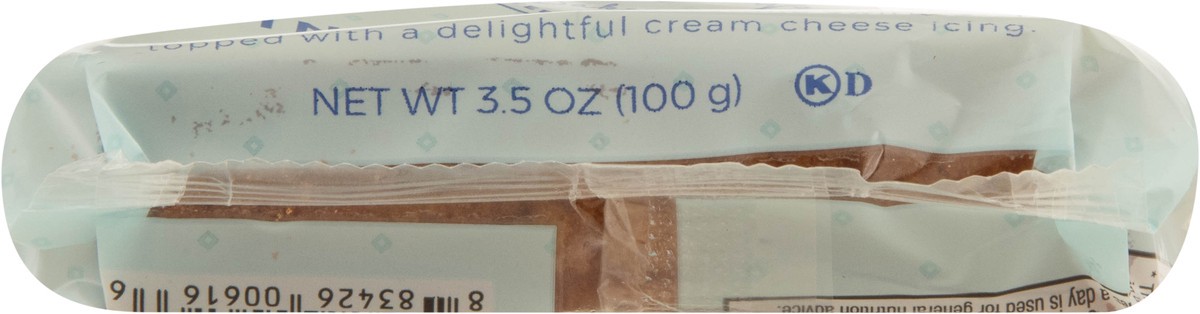 topped with a delightful cream cheese icing.
NET WT 3.5 OZ (100 g) K D
a day is used for general nutrition advice.
8 83426 00616 6